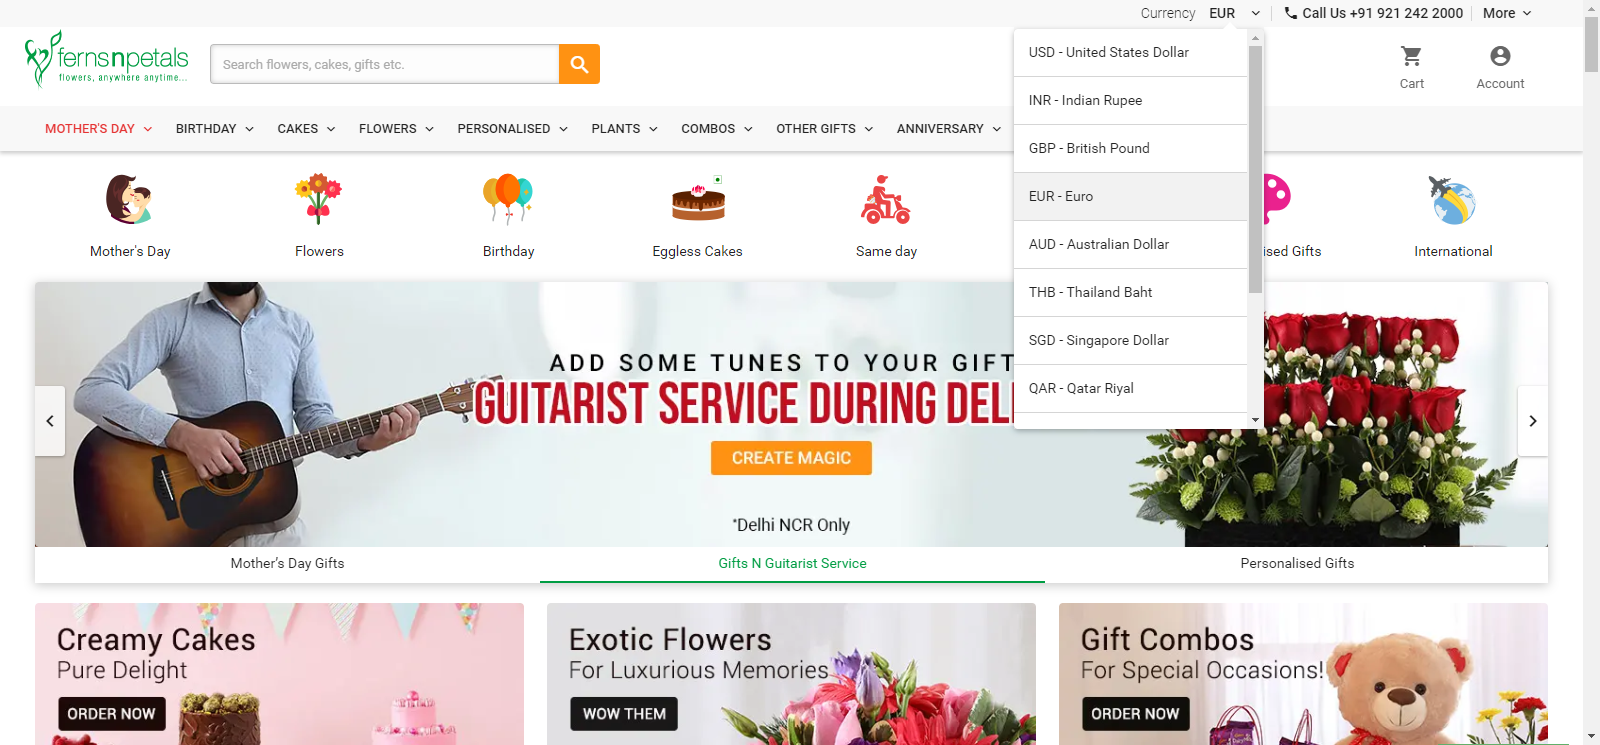 Currency EUR
Call Us +91 921 242 2000
More
fernsnpetals
flowers, anywhere anytime...
Search flowers, cakes, gifts etc.
USD - United States Dollar
INR - Indian Rupee
GBP - British Pound
EUR - Euro
AUD - Australian Dollar
THB - Thailand Baht
SGD - Singapore Dollar
QAR - Qatar Riyal
Cart
Account
MOTHER'S DAY
BIRTHDAY
CAKES
FLOWERS
PERSONALISED
PLANTS
COMBOS
OTHER GIFTS
ANNIVERSARY
Mother's Day
Flowers
Birthday
Eggless Cakes
Same day
ised Gifts
International
ADD SOME TUNES TO YOUR GIFT
GUITARIST SERVICE DURING DEL
CREATE MAGIC
*Delhi NCR Only
Mother's Day Gifts
Gifts N Guitarist Service
Personalised Gifts
Creamy Cakes
Pure Delight
ORDER NOW
Exotic Flowers
For Luxurious Memories
WOW THEM
Gift Combos
For Special Occasions!
ORDER NOW